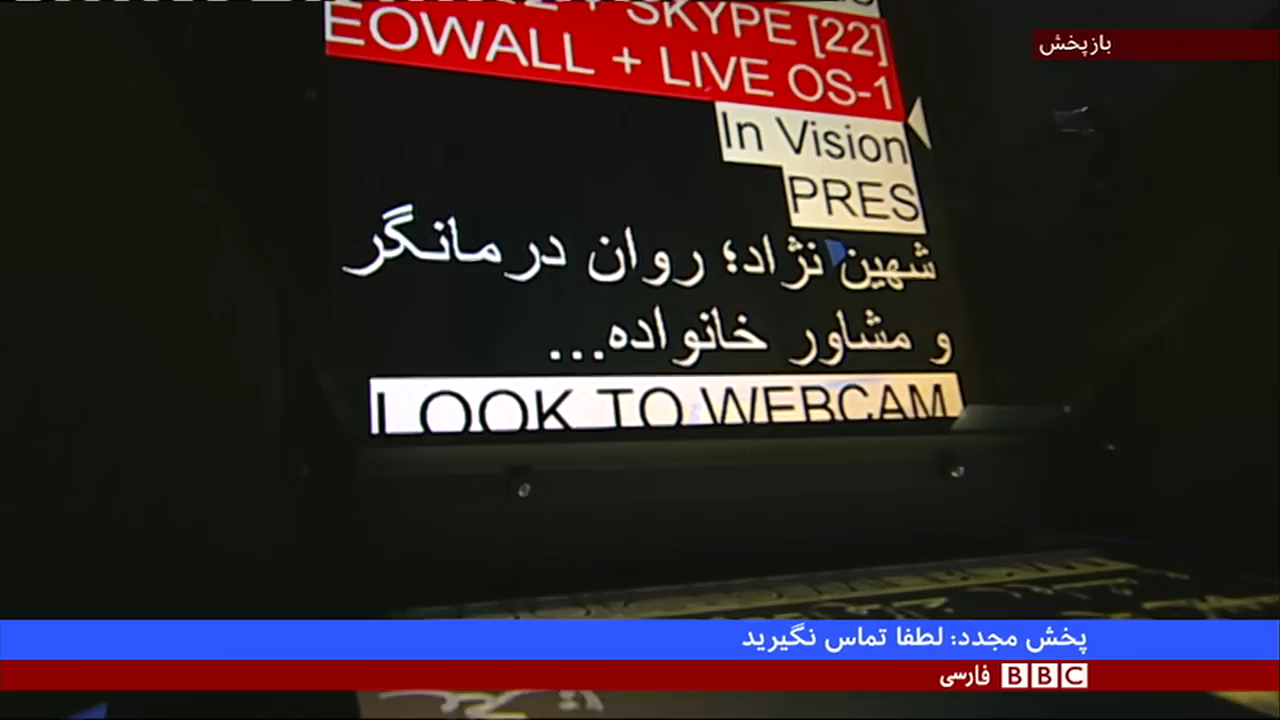 SKYPE [22]
EOWALL + LIVE OS-1
In Vision
PRES
شهین نژاد؛ روان درمانگر
و مشاور خانواده...
LOOK TO WEBCAM
بازپخش
پخش مجدد: لطفا تماس نگیرید
BBC فارسی